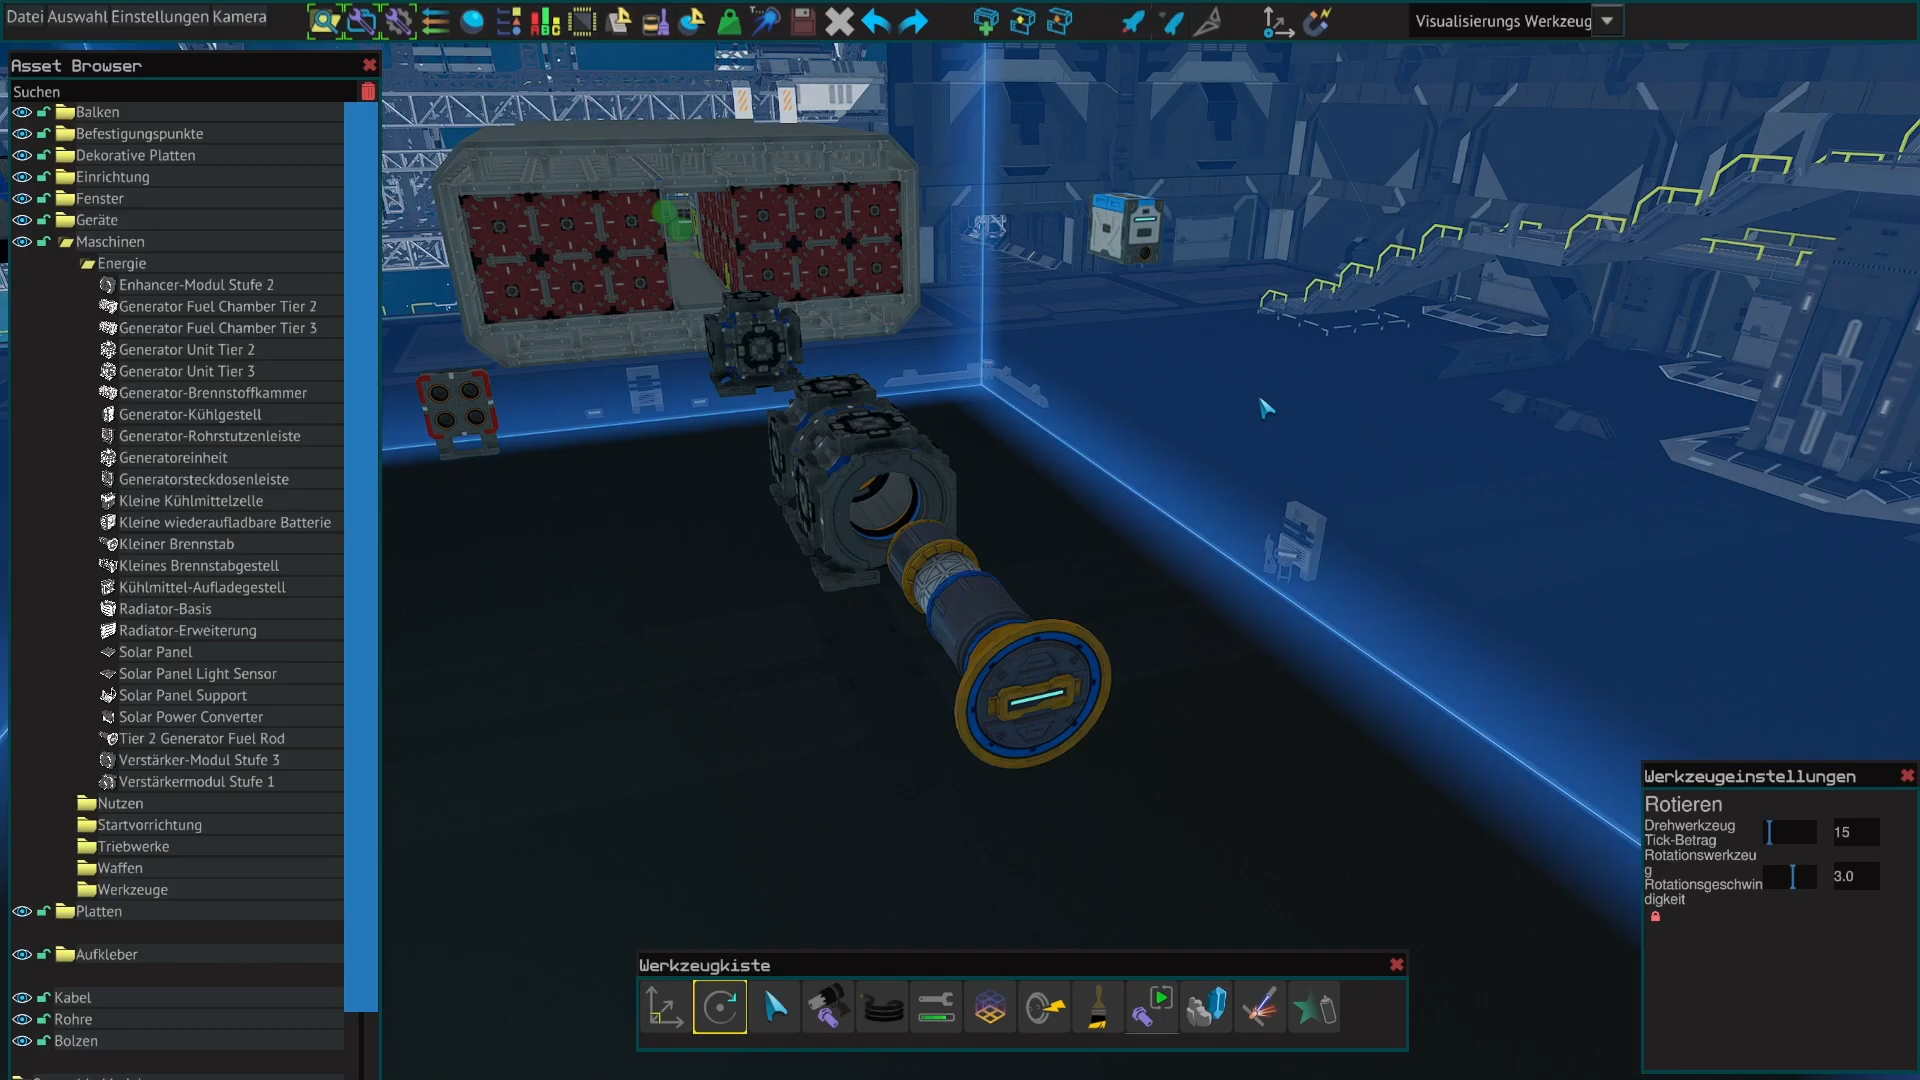 Datei Auswahl Einstellungen Kamera
Visualisierungs Werkzeug
Asset Browser
Suchen
Balken
Befestigungspunkte
Dekorative Platten
Einrichtung
Fenster
Geräte
Maschinen
Energie
Enhancer-Modul Stufe 2
Generator Fuel Chamber Tier 2
Generator Fuel Chamber Tier 3
Generator Unit Tier 2
Generator Unit Tier 3
Generator-Brennstoffkammer
Generator-Kühlgestell
Generator-Rohrstutzenleiste
Generatoreinheit
Generatorsteckdosenleiste
Kleine Kühlmittelzelle
Kleine wiederaufladbare Batterie
Kleiner Brennstab
Kleines Brennstabgestell
Kühlmittel-Aufladegestell
Radiator-Basis
Radiator-Erweiterung
Solar Panel
Solar Panel Light Sensor
Solar Panel Support
Solar Power Converter
Tier 2 Generator Fuel Rod
Verstärker-Modul Stufe 3
Verstärkermodul Stufe 1
Nutzen
Startvorrichtung
Triebwerke
Waffen
Werkzeuge
Platten
Aufkleber
Kabel
Rohre
Bolzen
Werkzeugkiste
Werkzeugeinstellungen
Rotieren
Drehwerkzeug
Tick-Betrag
15
Rotationswerkzeu
g
Rotationsgeschwin
digkeit
3.0